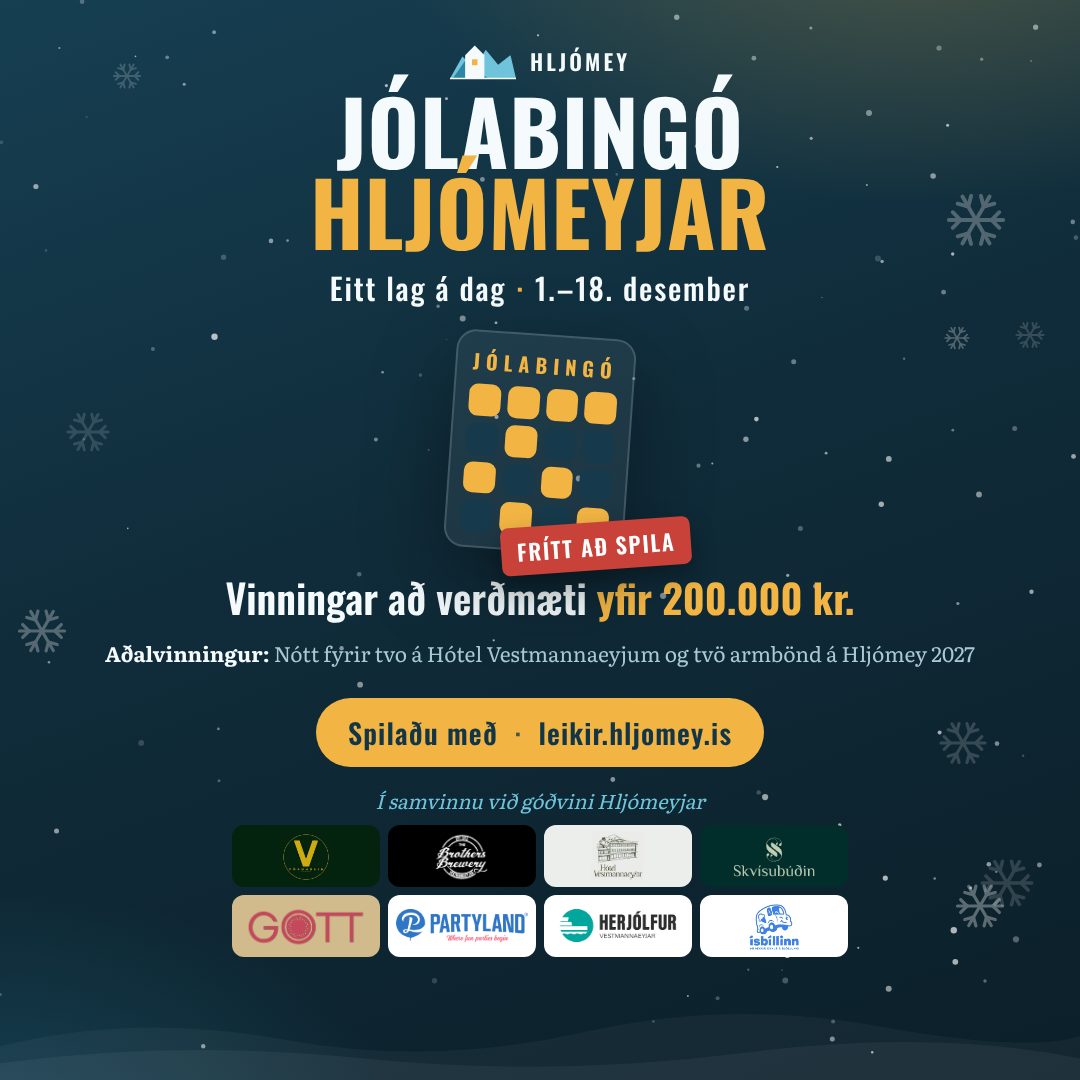 HLJÓMEY
JÓLABINGÓ
HLJÓMEYJAR
Eitt lag á dag · 1.–18. desember
JÓLABINGÓ
FRÍTT AÐ SPILA
Vinningar að verðmæti yfir 200.000 kr.
Aðalvinningur: Nótt fyrir tvo á Hótel Vestmannaeyjum og tvö armbönd á Hljómey 2027
Spilaðu með · leikir.hljomey.is
Í samvinnu við góðvini Hljómeyjar
V
THE
Brothers
Brewery
Hótel
Vestmannaeyjar
Skvísubúðin
GOTT
PARTYLAND
Where fun parties begin
HERJÓLFUR
VESTMANNAEYJAR
ísbíllinn